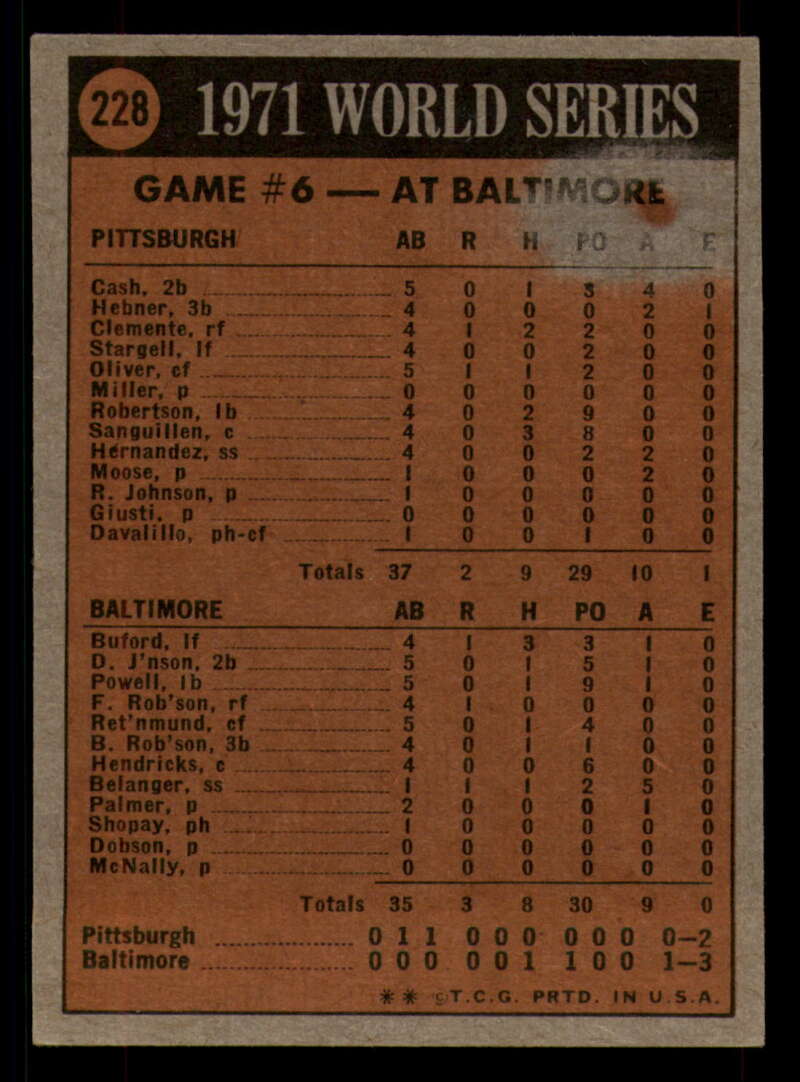 228 1971 WORLD SERIES
GAME #6 — AT BALTIMORE
PITTSBURGH AB R H PO A E
Cash, 2b 5 0 1 3 4 0
Hebner, 3b 4 0 0 0 2 1
Clemente, rf 4 1 2 2 0 0
Stargell, lf 4 0 0 2 0 0
Oliver, cf 5 1 1 2 0 0
Miller, p 0 0 0 0 0 0
Robertson, 1b 4 0 2 9 0 0
Sanguillen, c 4 0 3 8 0 0
Hernandez, ss 4 0 0 2 2 0
Moose, p 1 0 0 0 2 0
R. Johnson, p 1 0 0 0 0 0
Giusti, p 0 0 0 0 0 0
Davalillo, ph-cf 1 0 0 1 0 0
Totals 37 2 9 29 10 1
BALTIMORE AB R H PO A E
Buford, lf 4 1 3 3 1 0
D. J'nson, 2b 5 0 1 5 1 0
Powell, 1b 5 0 1 9 1 0
F. Rob'son, rf 4 1 0 0 0 0
Ret'nmund, cf 5 0 1 4 0 0
B. Rob'son, 3b 4 0 1 1 0 0
Hendricks, c 4 0 0 6 0 0
Belanger, ss 1 1 1 2 5 0
Palmer, p 2 0 0 0 1 0
Shopay, ph 1 0 0 0 0 0
Dobson, p 0 0 0 0 0 0
McNally, p 0 0 0 0 0 0
Totals 35 3 8 30 9 0
Pittsburgh 0 1 1 0 0 0 0 0 0 0—2
Baltimore 0 0 0 0 0 1 1 0 0 1—3
** ©T.C.G. PRTD. IN U.S.A.